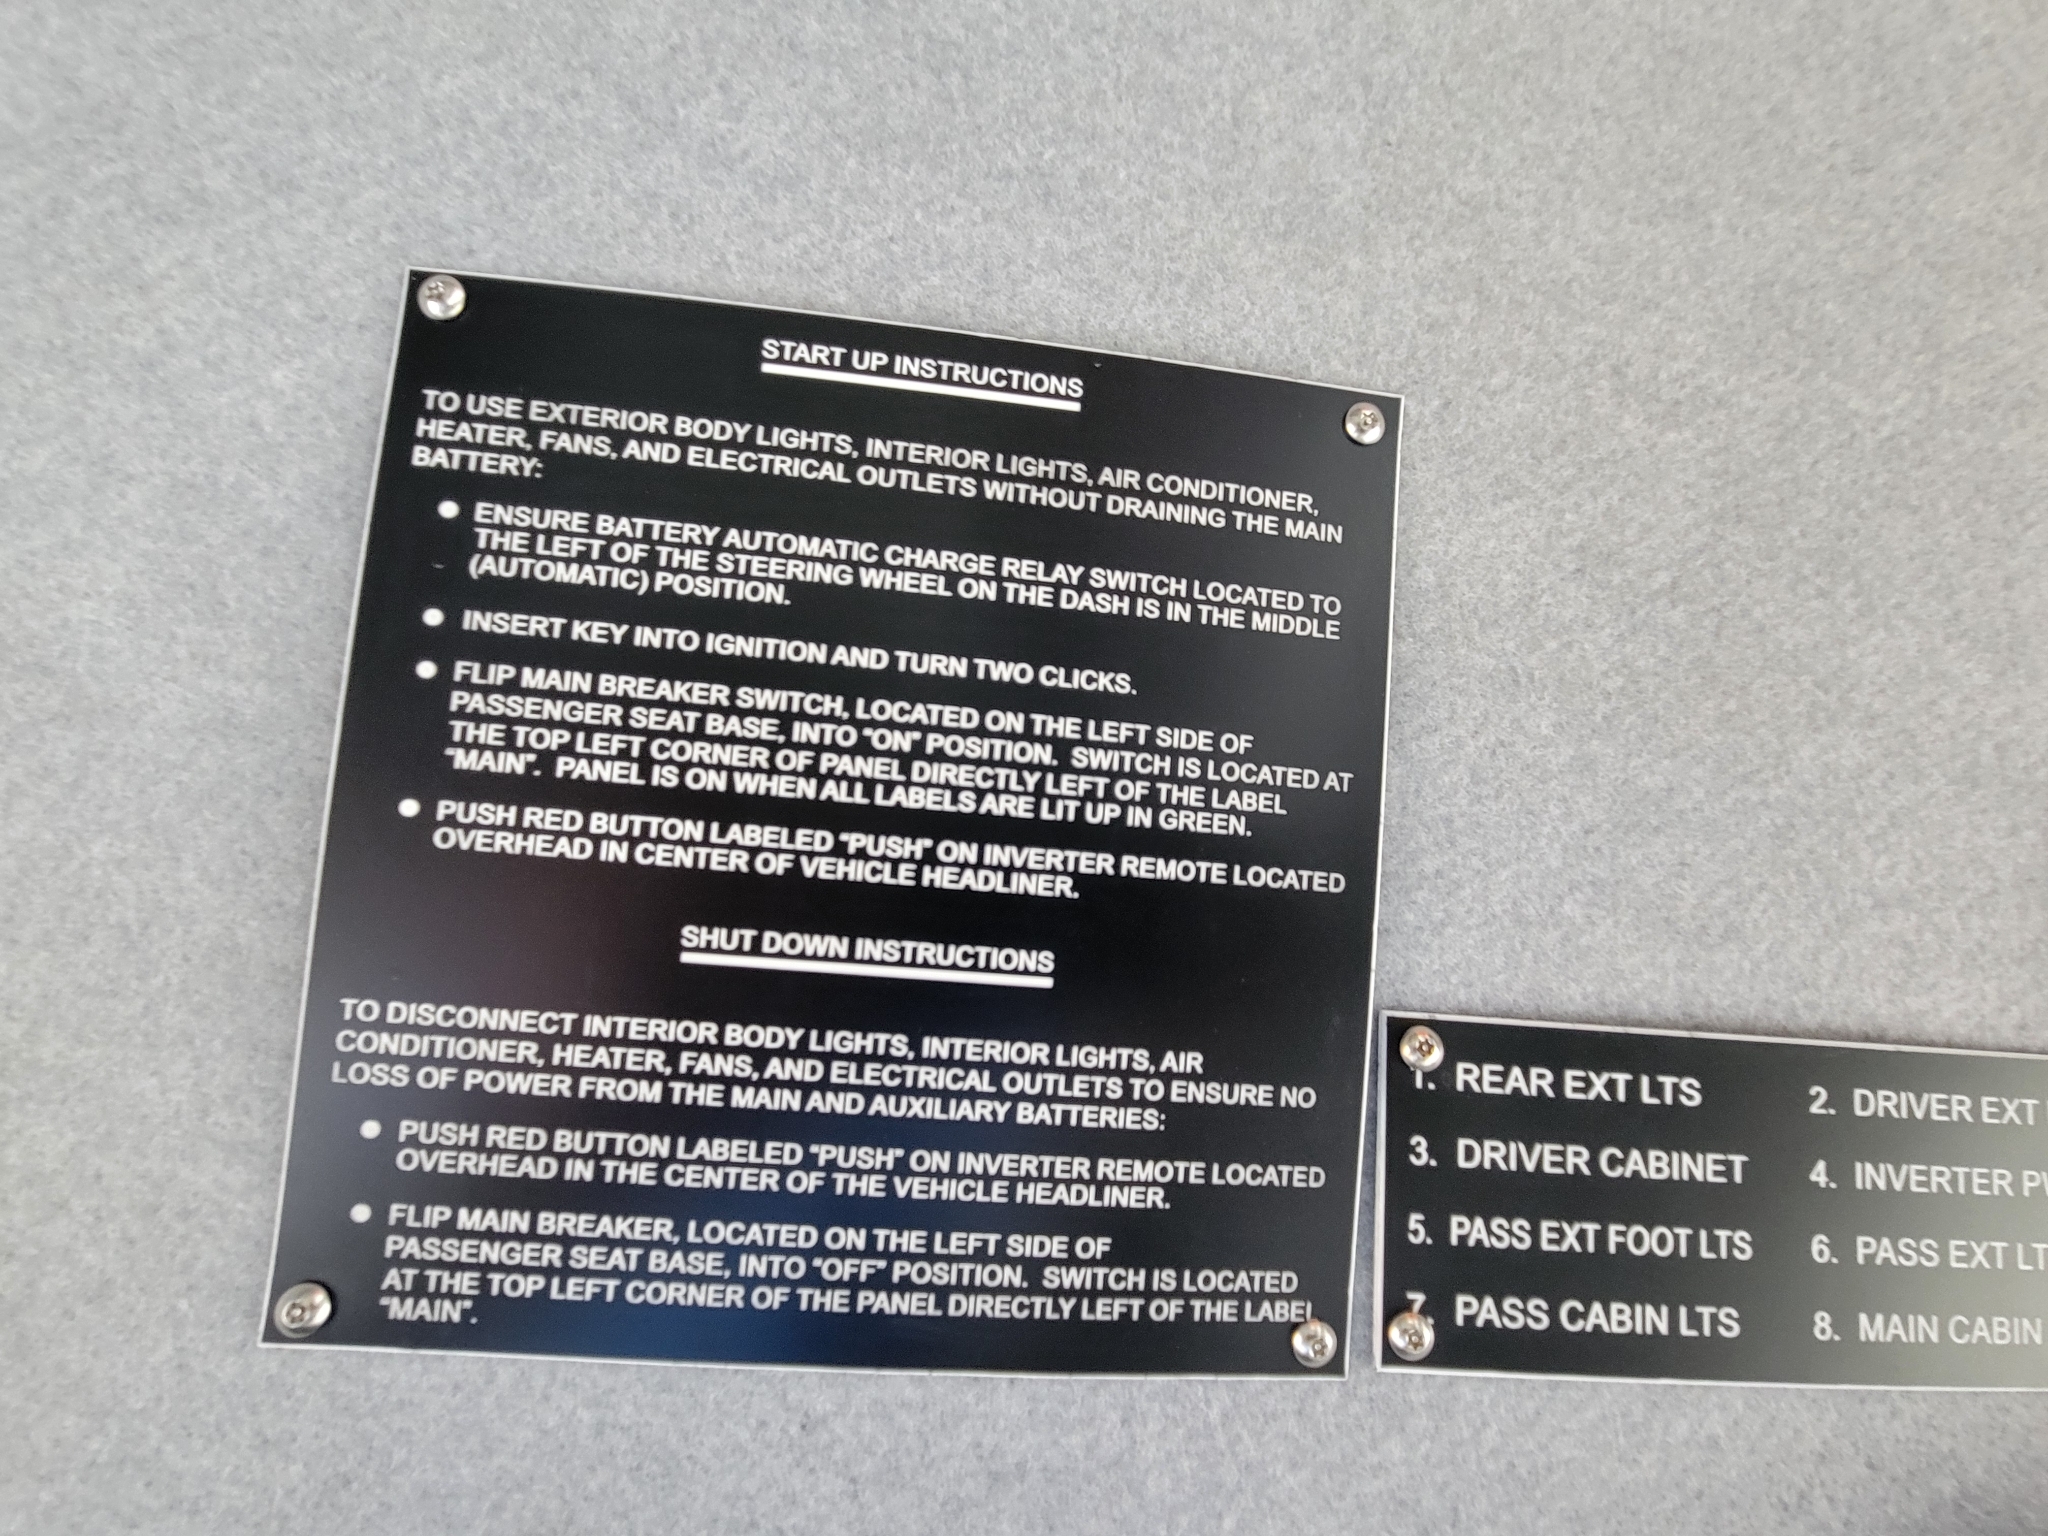 START UP INSTRUCTIONS
TO USE EXTERIOR BODY LIGHTS, INTERIOR LIGHTS, AIR CONDITIONER,
HEATER, FANS, AND ELECTRICAL OUTLETS WITHOUT DRAINING THE MAIN
BATTERY:
● ENSURE BATTERY AUTOMATIC CHARGE RELAY SWITCH LOCATED TO
THE LEFT OF THE STEERING WHEEL ON THE DASH IS IN THE MIDDLE
(AUTOMATIC) POSITION.
● INSERT KEY INTO IGNITION AND TURN TWO CLICKS.
● FLIP MAIN BREAKER SWITCH, LOCATED ON THE LEFT SIDE OF
PASSENGER SEAT BASE, INTO "ON" POSITION. SWITCH IS LOCATED AT
THE TOP LEFT CORNER OF PANEL DIRECTLY LEFT OF THE LABEL
"MAIN". PANEL IS ON WHEN ALL LABELS ARE LIT UP IN GREEN.
● PUSH RED BUTTON LABELED "PUSH" ON INVERTER REMOTE LOCATED
OVERHEAD IN CENTER OF VEHICLE HEADLINER.
SHUT DOWN INSTRUCTIONS
TO DISCONNECT INTERIOR BODY LIGHTS, INTERIOR LIGHTS, AIR
CONDITIONER, HEATER, FANS, AND ELECTRICAL OUTLETS TO ENSURE NO
LOSS OF POWER FROM THE MAIN AND AUXILIARY BATTERIES:
● PUSH RED BUTTON LABELED "PUSH" ON INVERTER REMOTE LOCATED
OVERHEAD IN THE CENTER OF THE VEHICLE HEADLINER.
● FLIP MAIN BREAKER, LOCATED ON THE LEFT SIDE OF
PASSENGER SEAT BASE, INTO "OFF" POSITION. SWITCH IS LOCATED
AT THE TOP LEFT CORNER OF THE PANEL DIRECTLY LEFT OF THE LABEL
"MAIN".
1. REAR EXT LTS 2. DRIVER EXT
3. DRIVER CABINET 4. INVERTER
5. PASS EXT FOOT LTS 6. PASS EXT
7. PASS CABIN LTS 8. MAIN CABIN